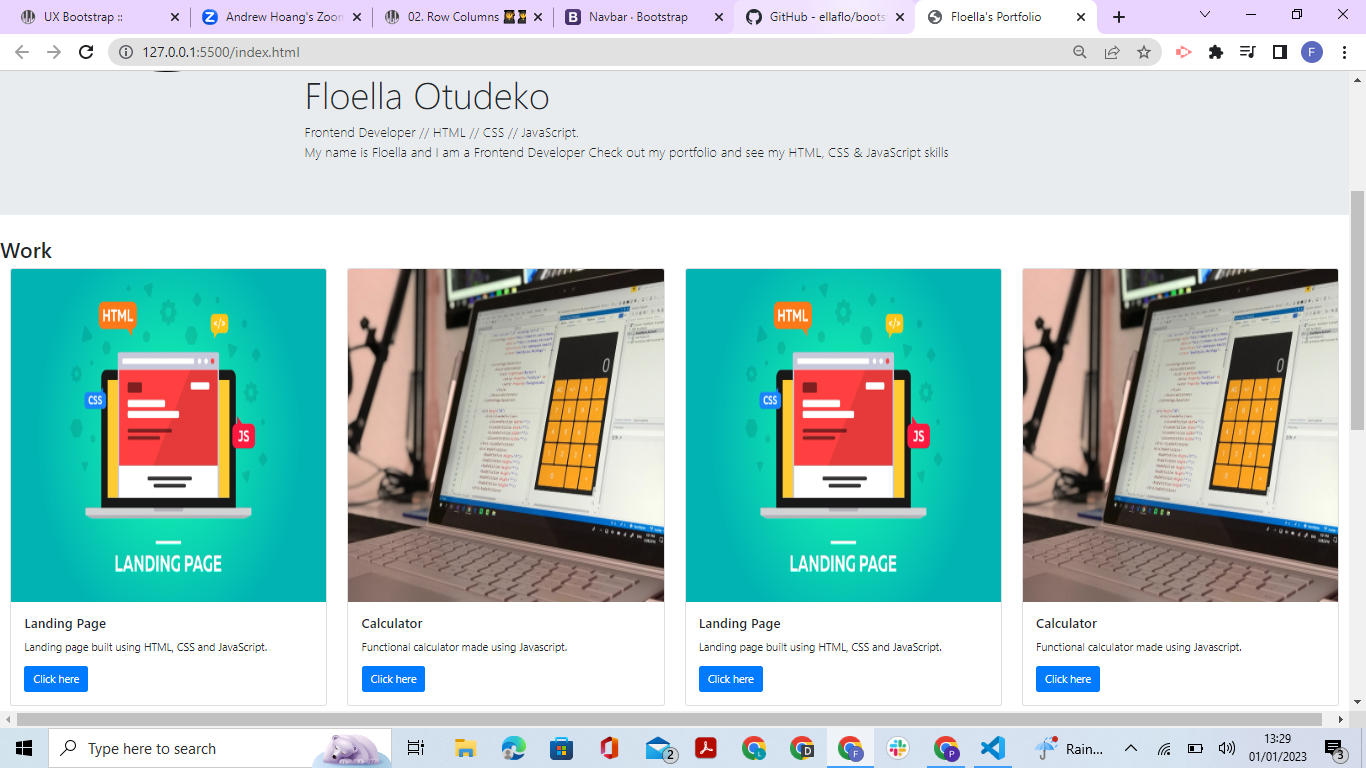 UX Bootstrap ::
Andrew Hoang's Zoom
02. Row Columns
Navbar · Bootstrap
GitHub - ellaflo/boots
Floella's Portfolio
127.0.0.1:5500/index.html
F
Floella Otudeko
Frontend Developer // HTML // CSS // JavaScript.
My name is Floella and I am a Frontend Developer Check out my portfolio and see my HTML, CSS & JavaScript skills
Work
HTML
</>
CSS
JS
LANDING PAGE
0
HTML
</>
CSS
JS
LANDING PAGE
0
Landing Page
Landing page built using HTML, CSS and JavaScript.
Click here
Calculator
Functional calculator made using Javascript.
Click here
Landing Page
Landing page built using HTML, CSS and JavaScript.
Click here
Calculator
Functional calculator made using Javascript.
Click here
Type here to search
2
L
D
F
P
Rain...
13:29
01/01/2023
3